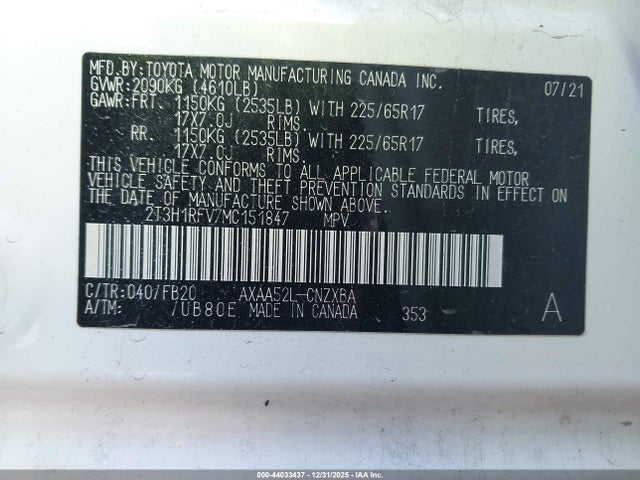 MFD.BY:TOYOTA MOTOR MANUFACTURING CANADA INC.
GVWR:2090KG (4610LB) 07/21
GAWR:FRT. 1150KG (2535LB) WITH 225/65R17 TIRES,
17X7.0J RIMS.
RR. 1150KG (2535LB) WITH 225/65R17 TIRES,
17X7.0J RIMS.
THIS VEHICLE CONFORMS TO ALL APPLICABLE FEDERAL MOTOR
VEHICLE SAFETY AND THEFT PREVENTION STANDARDS IN EFFECT ON
THE DATE OF MANUFACTURE SHOWN ABOVE.
2T3H1RFV7MC151847 MPV
C/TR:040/FB20 AXAA52L-CNZXBA A
A/TM: /UB80E MADE IN CANADA 353
000-44033437 - 12/31/2025 - IAAI.com